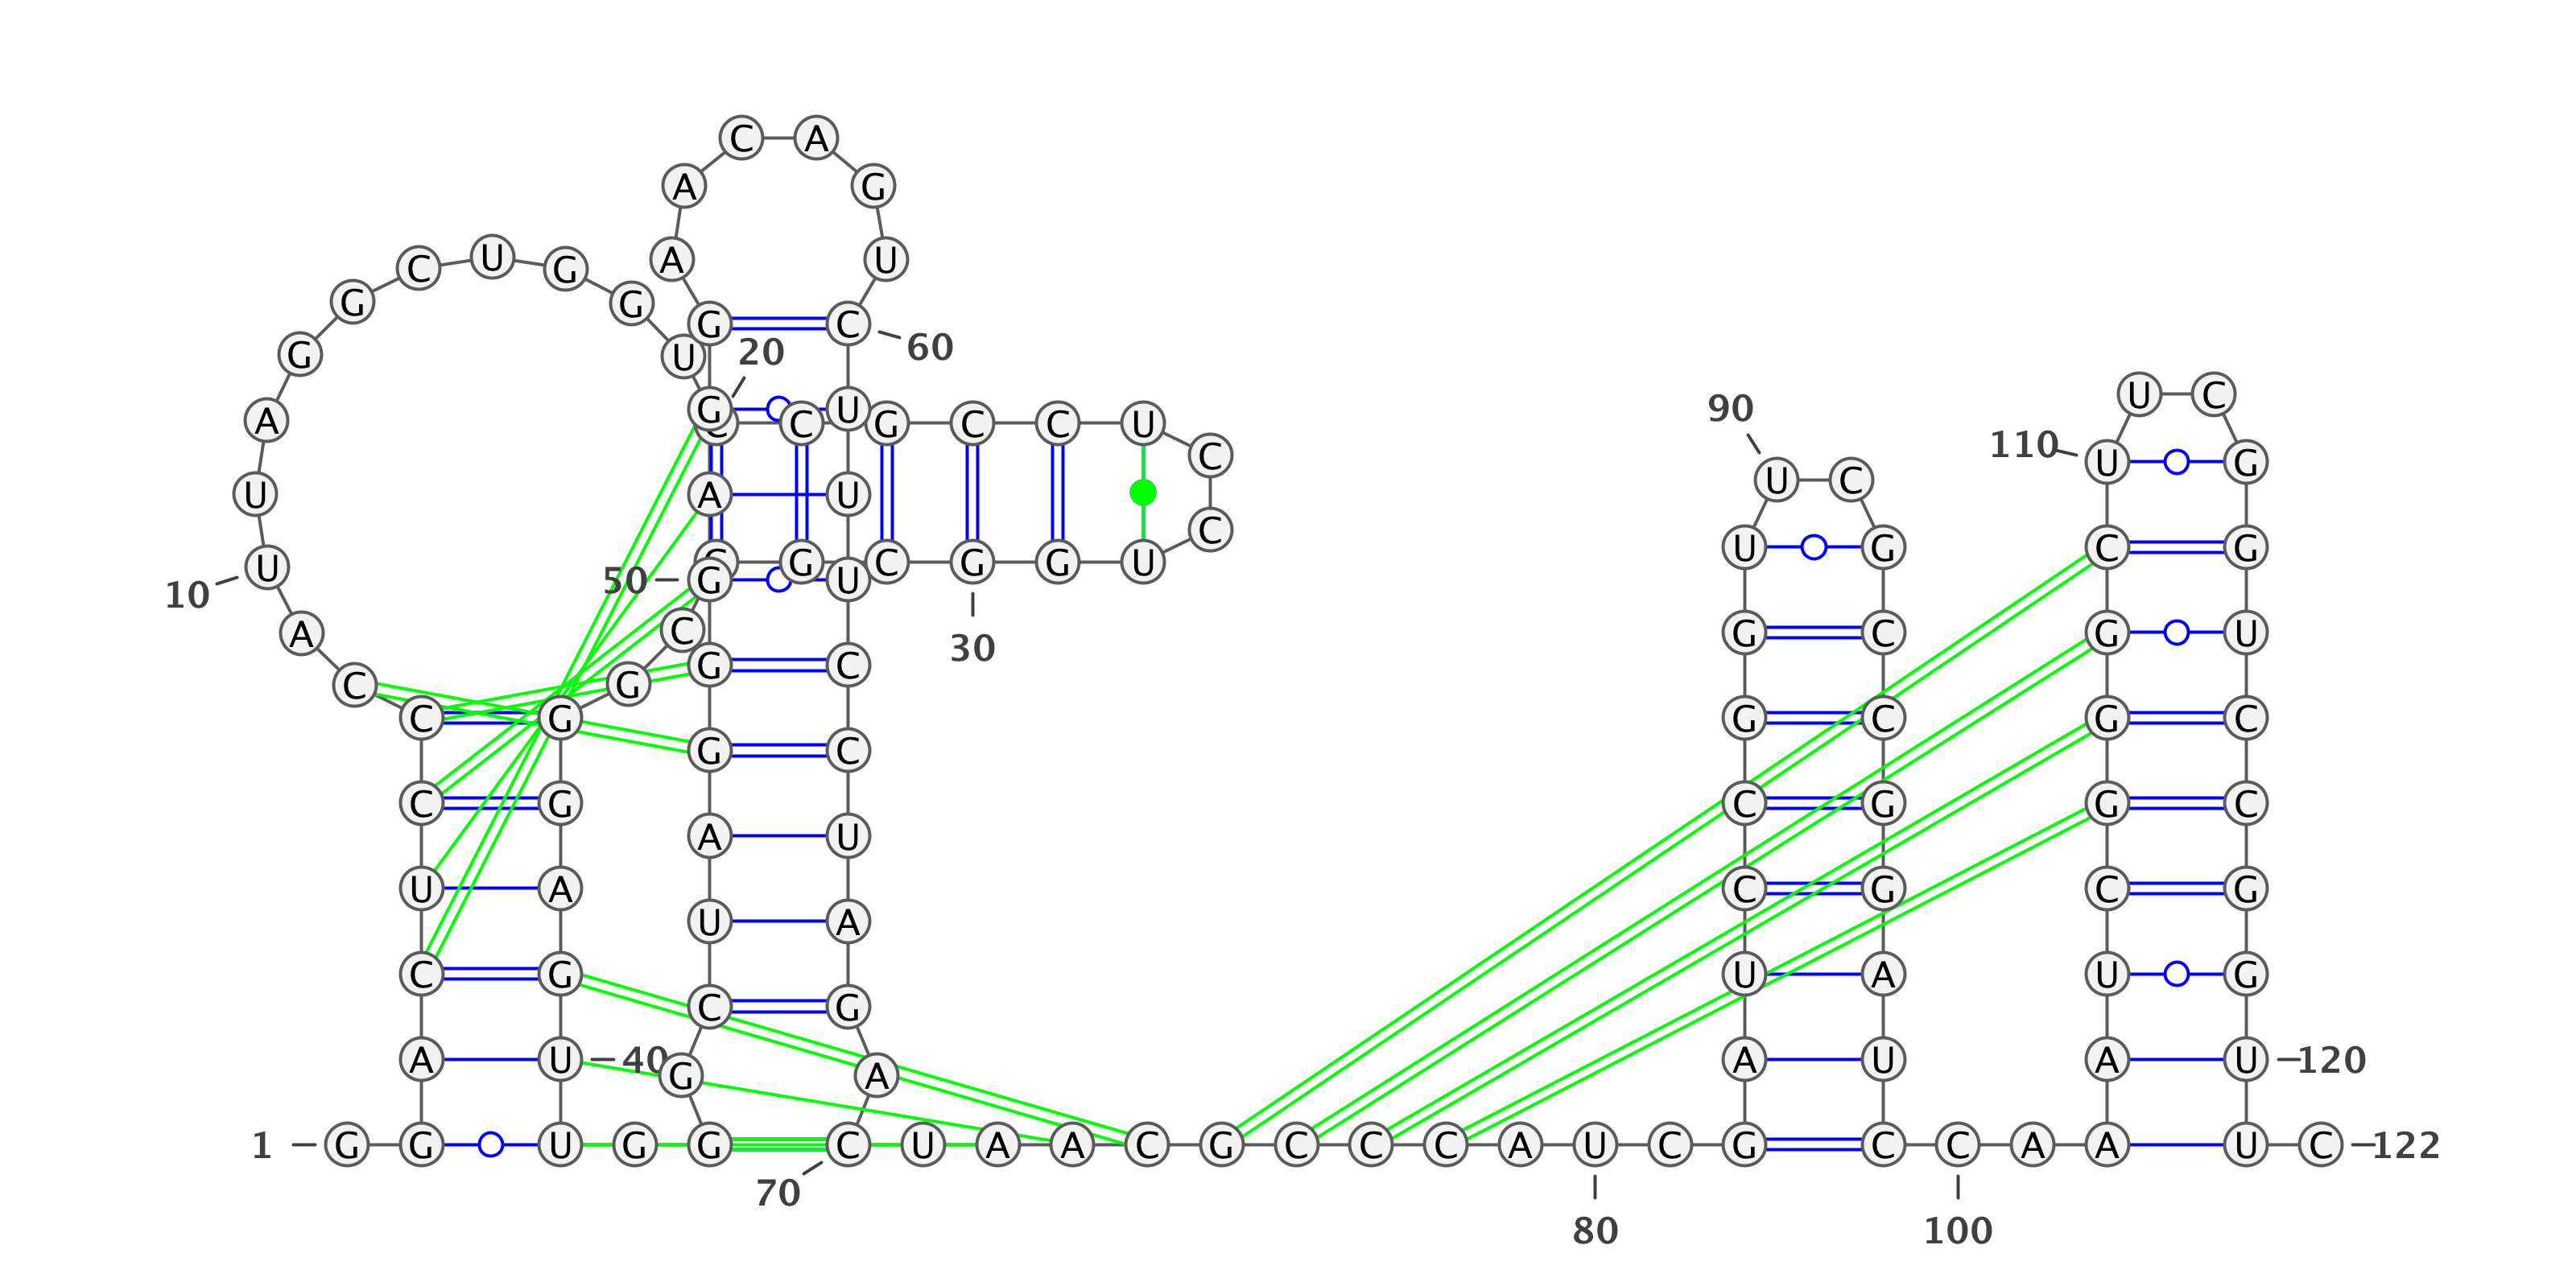 C A
A G
C U G A U
G G G C
60
G U 20
U C
90
A G C C U G C C U
110 U G
C
U C
U A U
C
U G C G
U G C G G U
50 G U
10
A C G C G U
30
C G G C
C G G C G C
G C
C G C G G C
A U
U A C G C G
U A
C G U A U G
C G
A U 40 A U A U 120
G A
1 G G U G G C U A A C G C C C A U C G C C A A U C 122
70
80 100